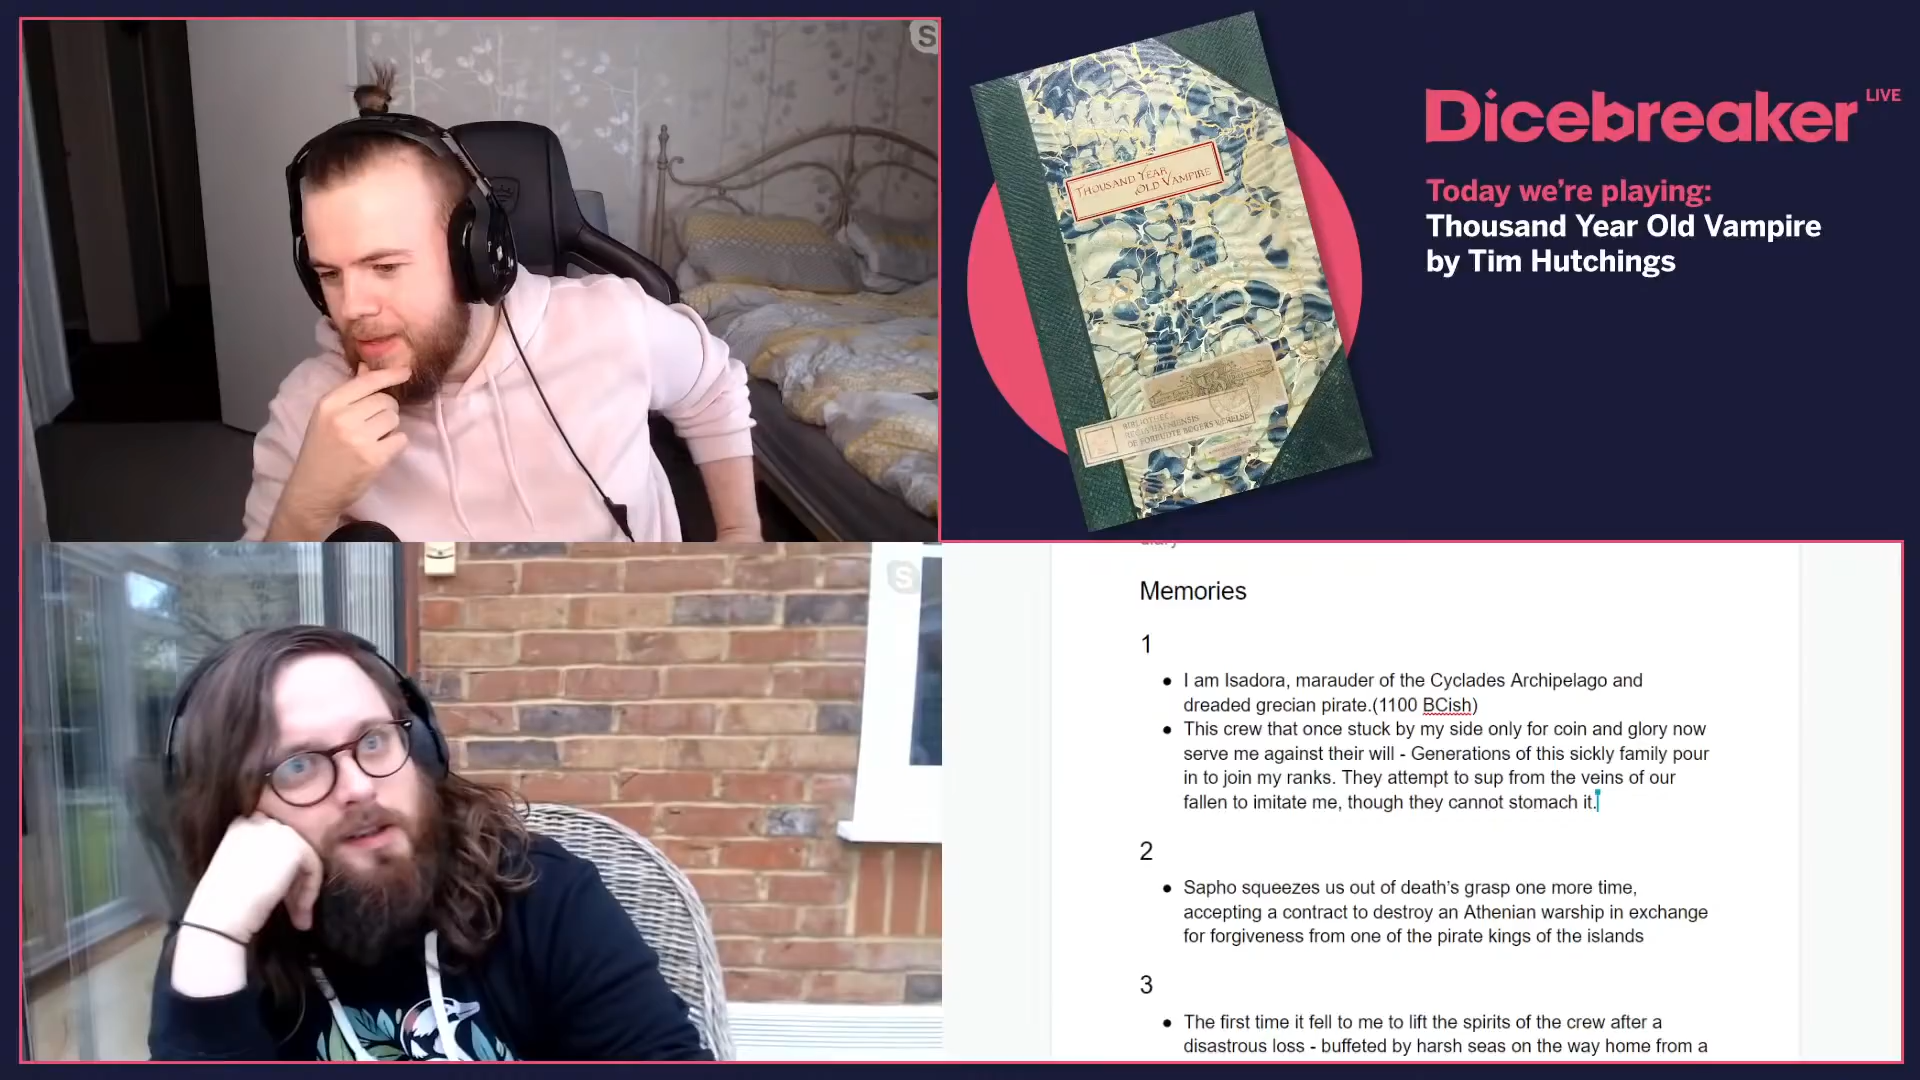 Dicebreaker LIVE
Today we're playing:
Thousand Year Old Vampire
by Tim Hutchings
THOUSAND YEAR
OLD VAMPIRE
S
S
Memories
1
● I am Isadora, marauder of the Cyclades Archipelago and
dreaded grecian pirate.(1100 BCish)
● This crew that once stuck by my side only for coin and glory now
serve me against their will - Generations of this sickly family pour
in to join my ranks. They attempt to sup from the veins of our
fallen to imitate me, though they cannot stomach it.
2
● Sapho squeezes us out of death's grasp one more time,
accepting a contract to destroy an Athenian warship in exchange
for forgiveness from one of the pirate kings of the islands
3
● The first time it fell to me to lift the spirits of the crew after a
disastrous loss - buffeted by harsh seas on the way home from a